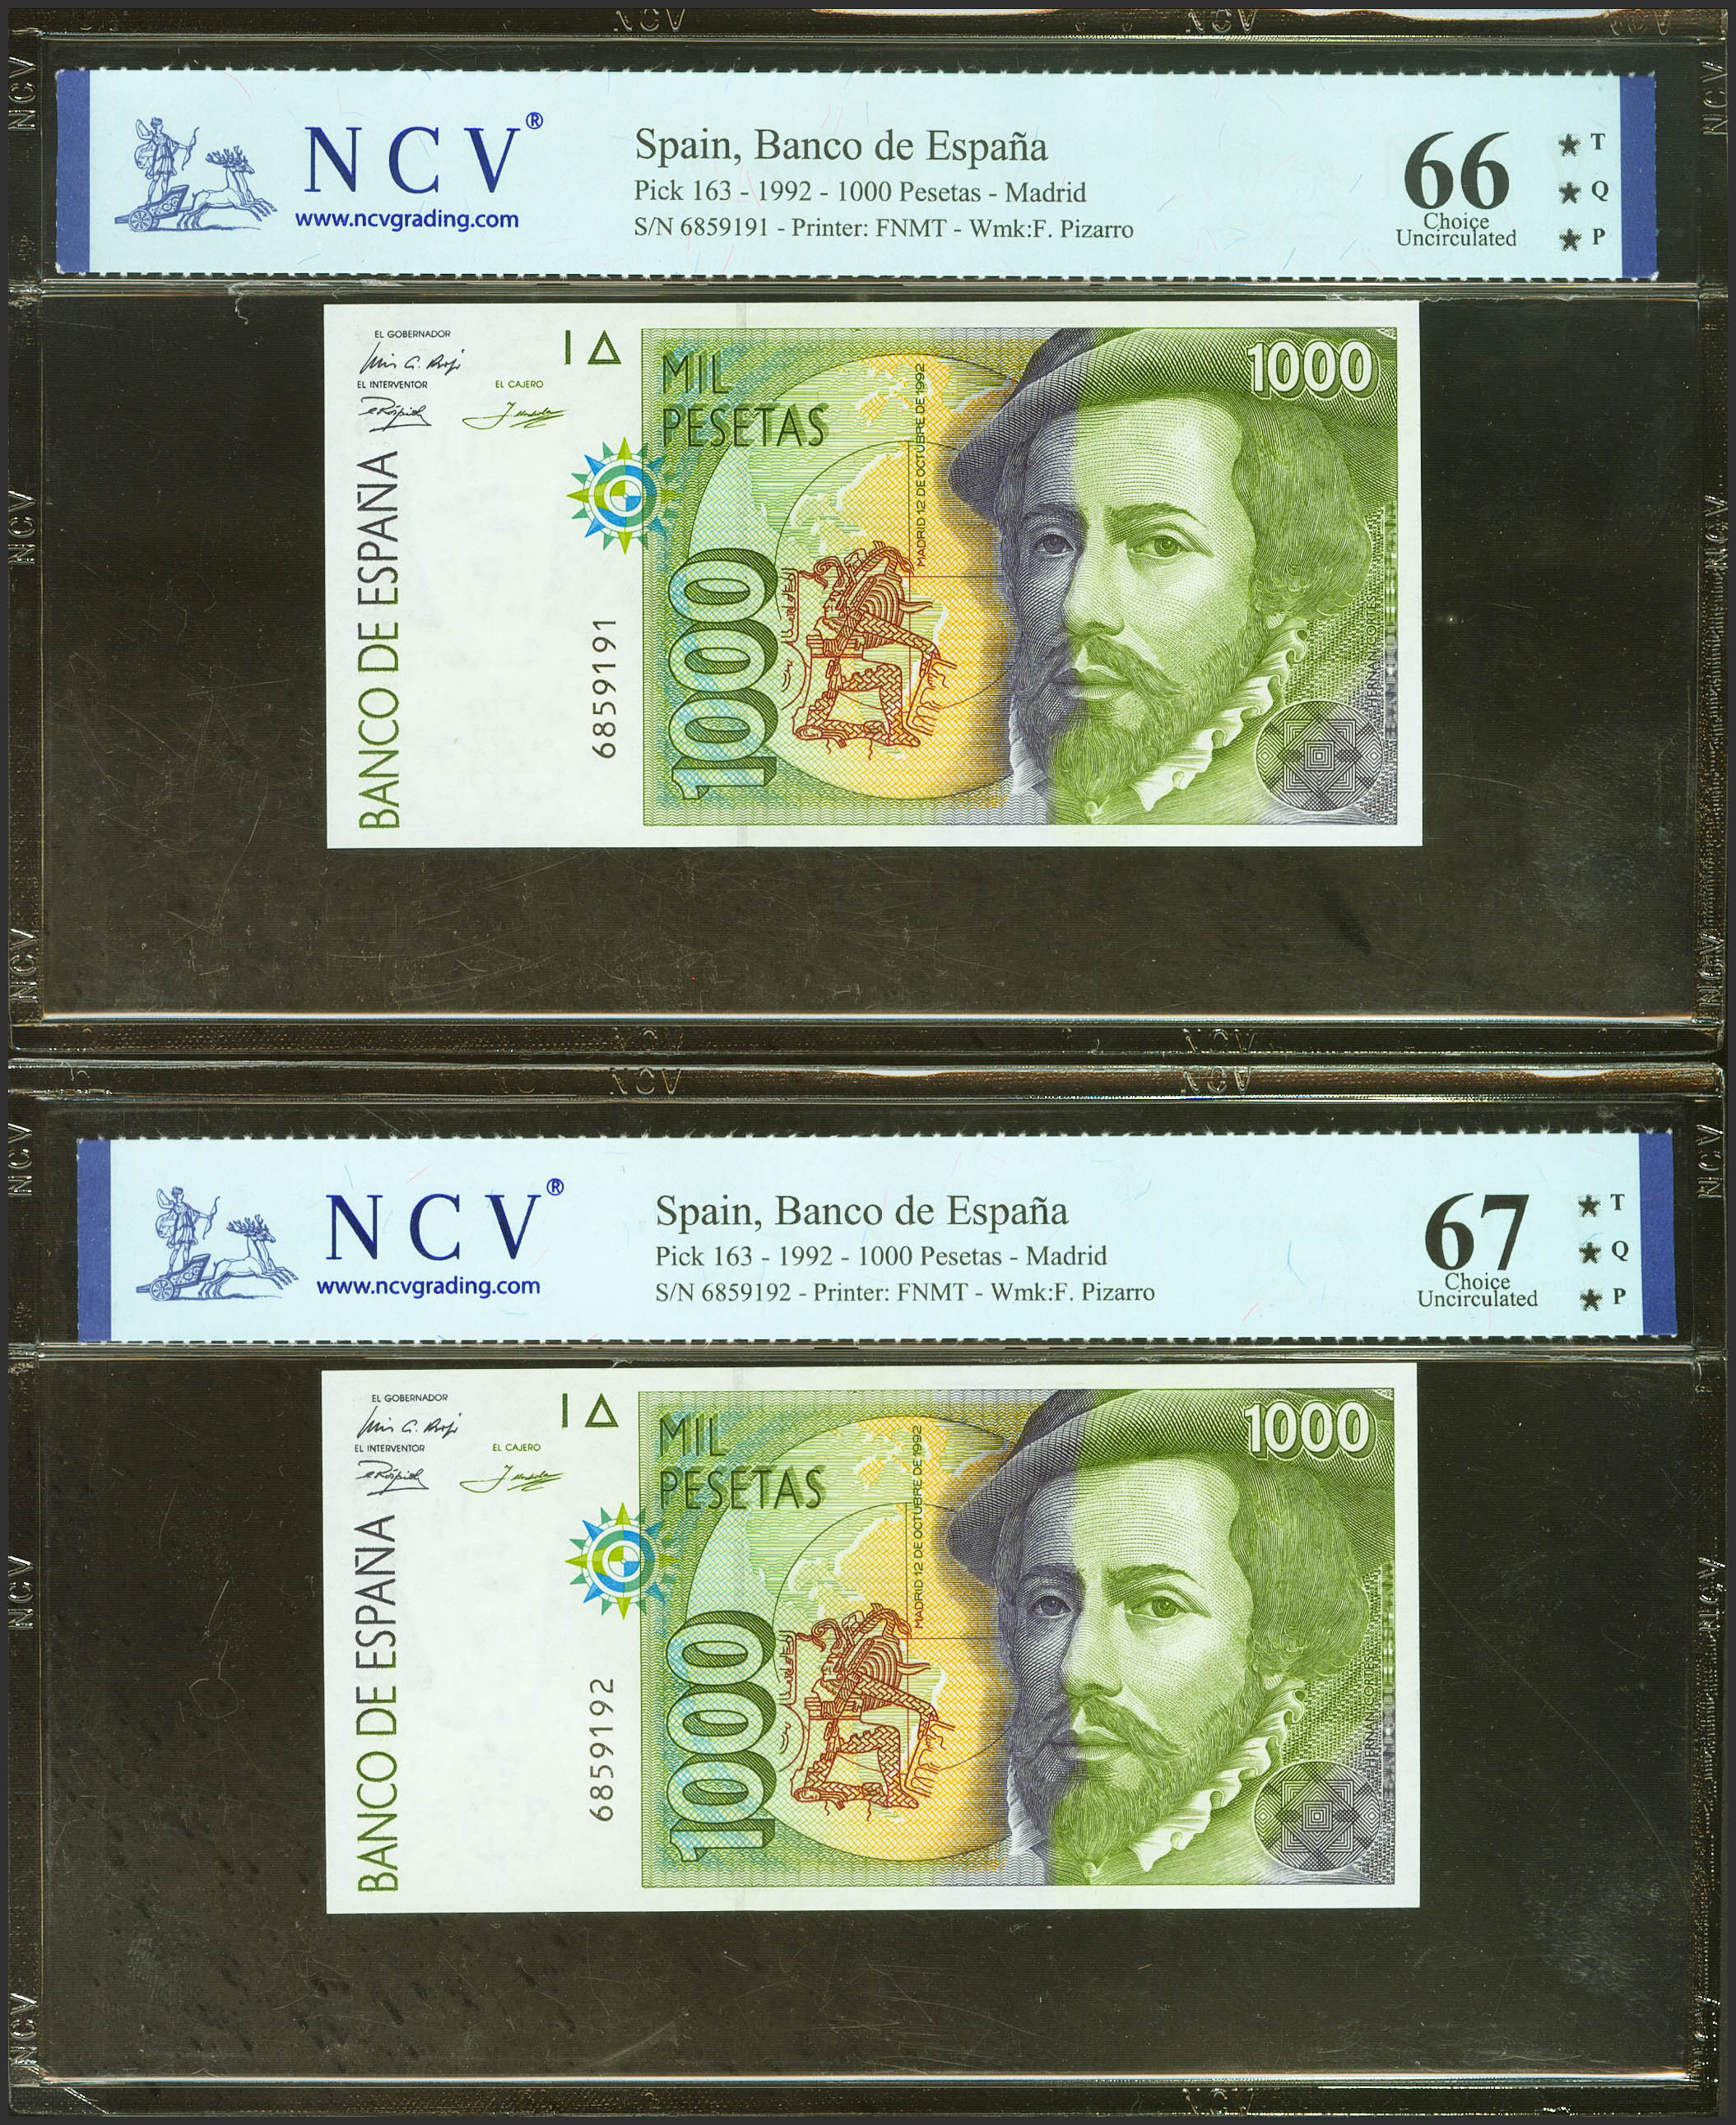 NCV®
www.ncvgrading.com
Spain, Banco de España
Pick 163 - 1992 - 1000 Pesetas - Madrid
S/N 6859191 - Printer: FNMT - Wmk:F. Pizarro
66
Choice
Uncirculated
T
Q
P
EL GOBERNADOR
EL INTERVENTOR
EL CAJERO
BANCO DE ESPAÑA
6859191
MIL
PESETAS
1000
MADRID 12 DE OCTUBRE DE 1992
1000
HERNAN CORTES
NCV®
www.ncvgrading.com
Spain, Banco de España
Pick 163 - 1992 - 1000 Pesetas - Madrid
S/N 6859192 - Printer: FNMT - Wmk:F. Pizarro
67
Choice
Uncirculated
T
Q
P
EL GOBERNADOR
EL INTERVENTOR
EL CAJERO
BANCO DE ESPAÑA
6859192
MIL
PESETAS
1000
MADRID 12 DE OCTUBRE DE 1992
1000
HERNAN CORTES